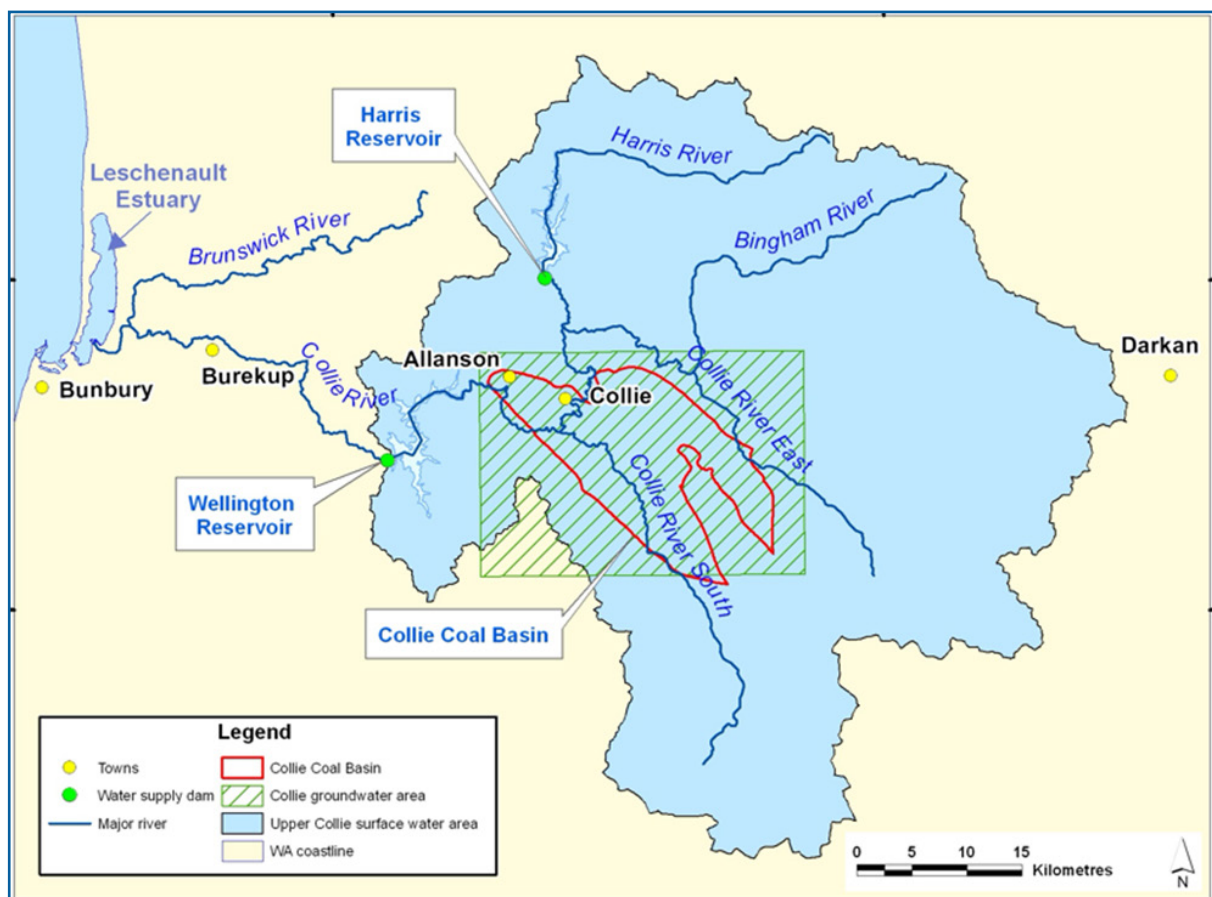 Harris
Reservoir
Harris River
Leschenault
Estuary
Brunswick River
Bingham River
Allanson
Collie River East
Darkan
Bunbury
Burekup
Collie River
Collie
Wellington
Reservoir
Collie River South
Collie Coal Basin
Legend
Towns
Water supply dam
Major river
Collie Coal Basin
Collie groundwater area
Upper Collie surface water area
WA coastline
0 5 10 15
Kilometres
N